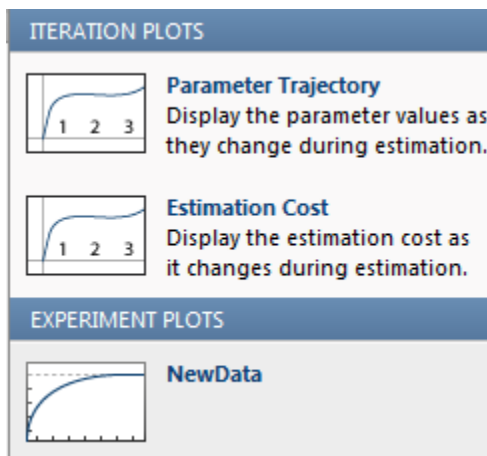 ITERATION PLOTS
1 2 3
Parameter Trajectory
Display the parameter values as
they change during estimation.
1 2 3
Estimation Cost
Display the estimation cost as
it changes during estimation.
EXPERIMENT PLOTS
NewData